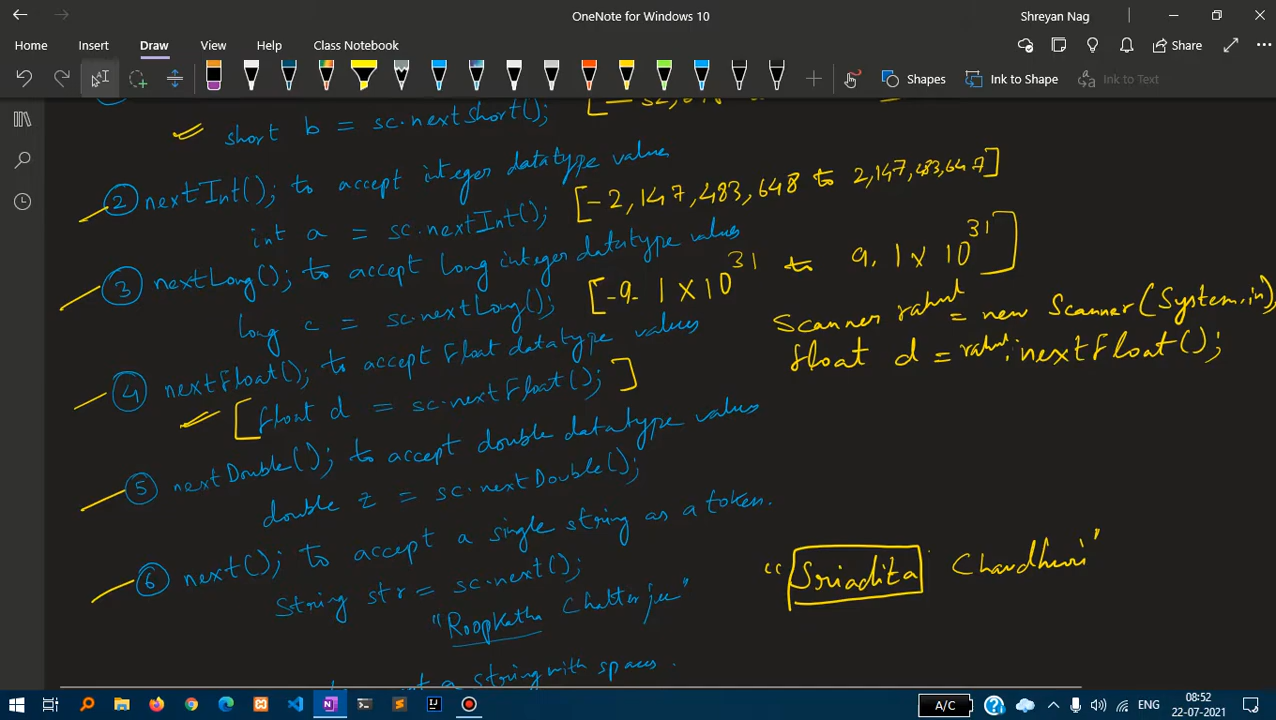 OneNote for Windows 10
Shreyan Nag
Home Insert Draw View Help Class Notebook
Share
Shapes Ink to Shape Ink to Text
short b = sc.nextShort();
② nextInt(); to accept integer datatype values
int a = sc.nextInt(); [-2,147,483,648 to 2,147,483,647]
③ nextLong(); to accept Long integer datatype values
long c = sc.nextLong(); [-9.1 x 10^31 to 9.1 x 10^31]
Scanner rahul = new Scanner(System.in)
float d = rahul.nextFloat();
④ nextFloat(); to accept Float datatype values
[float d = sc.nextFloat();]
⑤ nextDouble(); to accept double datatype values
double z = sc.nextDouble();
⑥ next(); to accept a single string as a token.
String str = sc.next();
"Roopkatha Chatterjee"
"Sriadita Chaudhuri"
a string with spaces.
A/C
ENG
08:52
22-07-2021